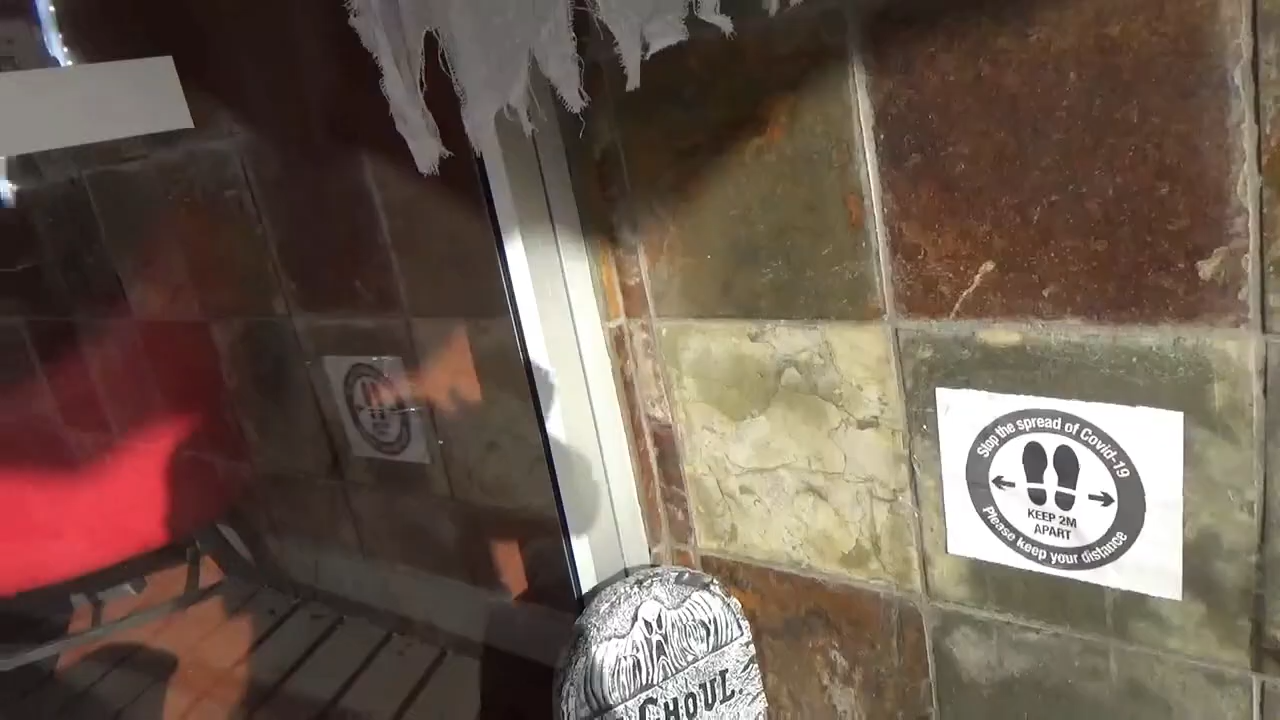 Stop the spread of Covid-19
KEEP 2M
APART
Please keep your distance
GHOUL